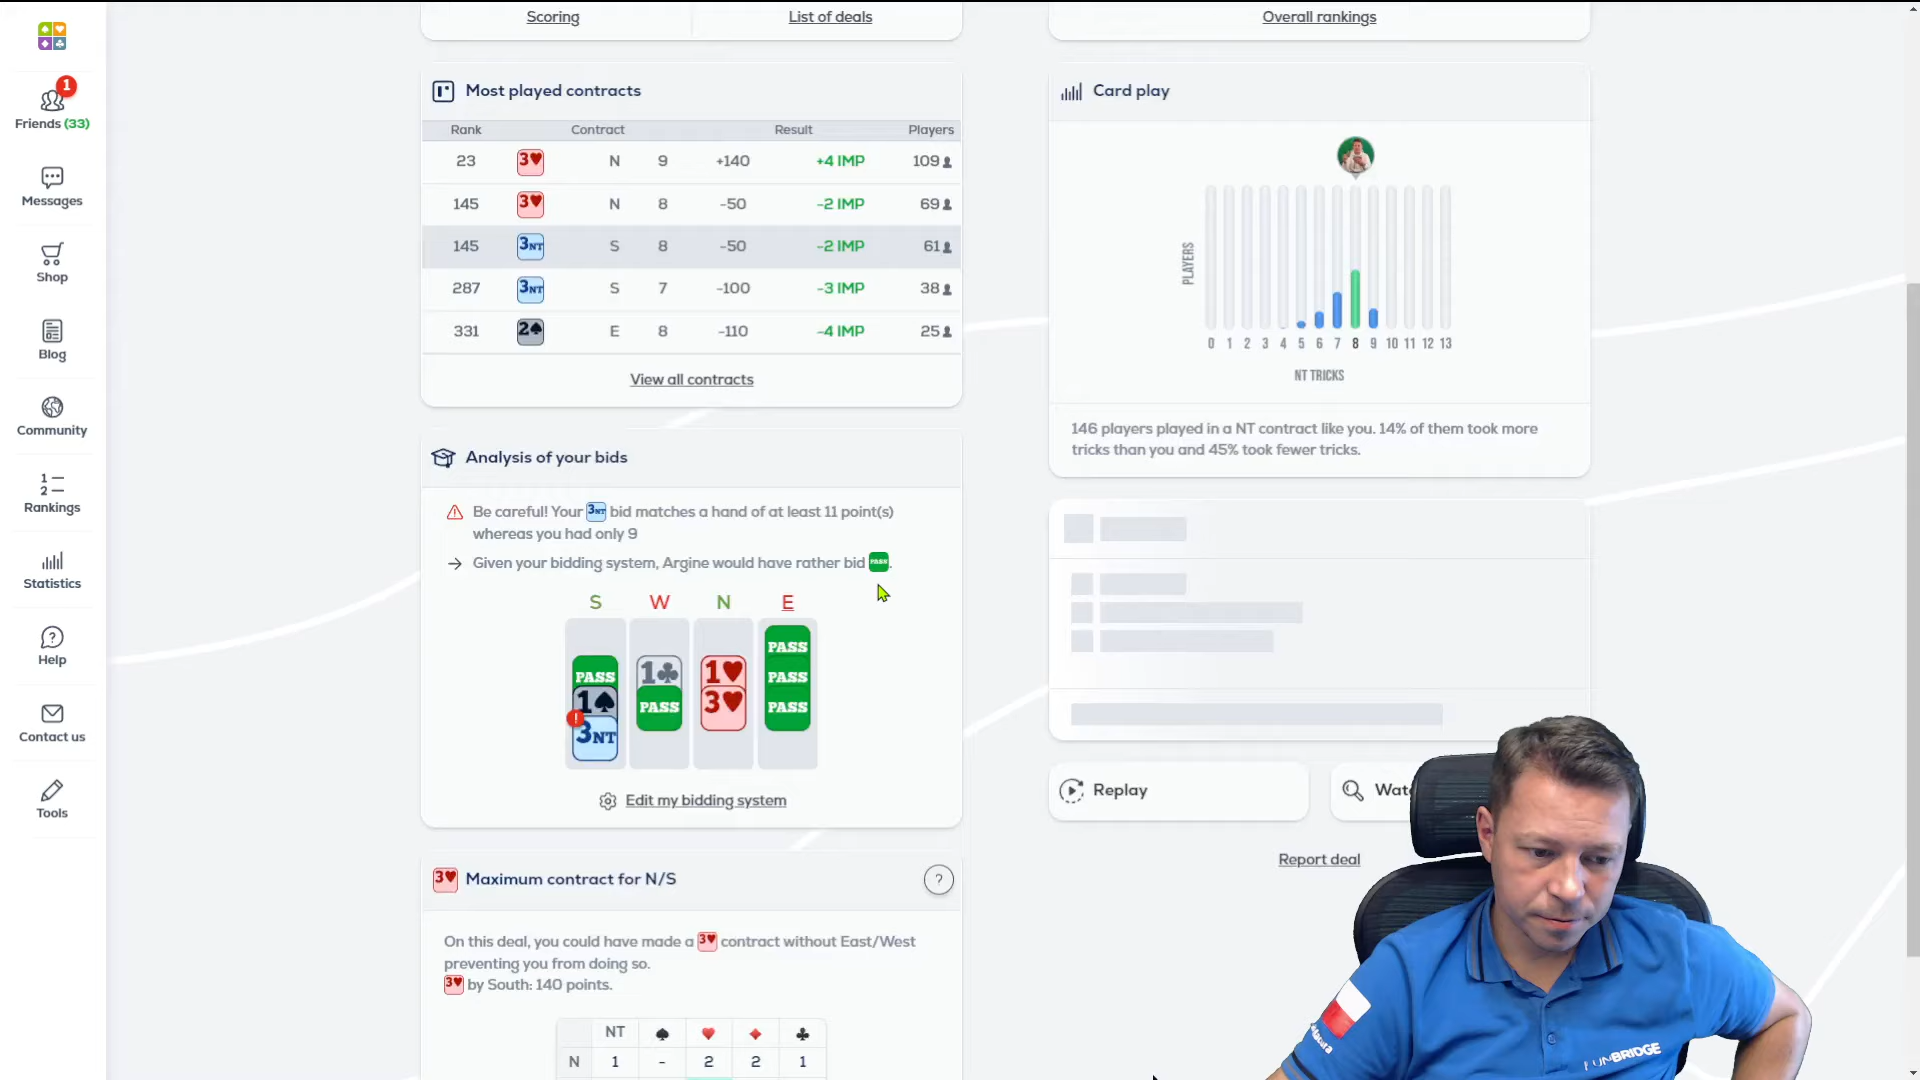 Scoring
List of deals
Overall rankings
1
Friends (33)
Messages
Shop
Blog
Community
1
2
Rankings
Statistics
Help
Contact us
Tools
Most played contracts
Rank Contract Result Players
23 3♥ N 9 +140 +4 IMP 109
145 3♥ N 8 -50 -2 IMP 69
145 3NT S 8 -50 -2 IMP 61
287 3NT S 7 -100 -3 IMP 38
331 2♠ E 8 -110 -4 IMP 25
View all contracts
Analysis of your bids
Be careful! Your 3NT bid matches a hand of at least 11 point(s)
whereas you had only 9
Given your bidding system, Argine would have rather bid PASS.
S W N E
PASS
PASS 1♣ 1♥ PASS
1♠ PASS 3♥ PASS
! 3NT
Edit my bidding system
3♥ Maximum contract for N/S ?
On this deal, you could have made a 3♥ contract without East/West
preventing you from doing so.
3♥ by South: 140 points.
NT ♠ ♥ ♦ ♣
N 1 - 2 2 1
Card play
PLAYERS
0 1 2 3 4 5 6 7 8 9 10 11 12 13
NT TRICKS
146 players played in a NT contract like you. 14% of them took more
tricks than you and 45% took fewer tricks.
Replay
Report deal